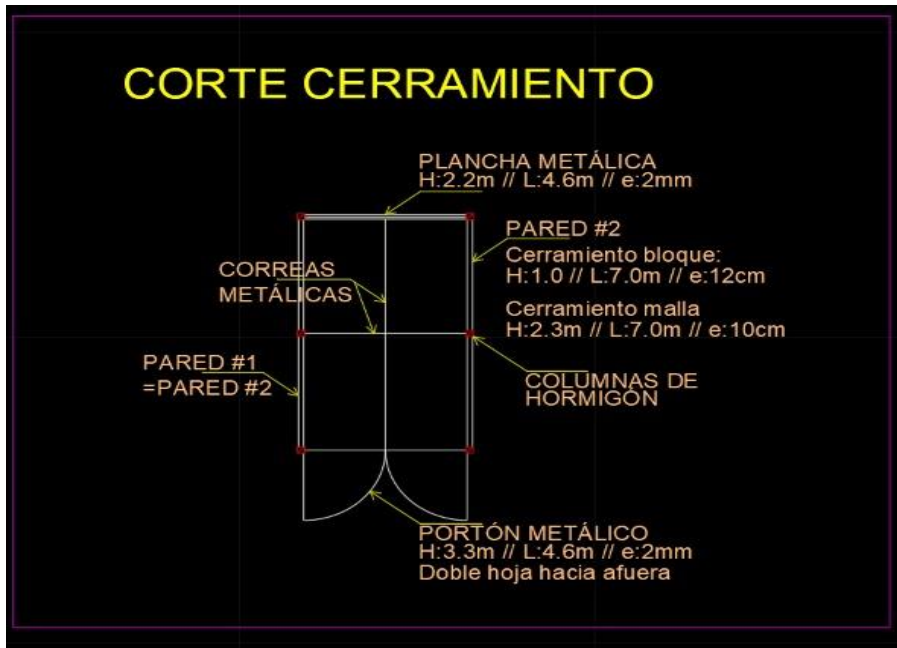 CORTE CERRAMIENTO
PLANCHA METÁLICA
H:2.2m // L:4.6m // e:2mm
PARED #2
Cerramiento bloque:
H:1.0 // L:7.0m // e:12cm
Cerramiento malla
H:2.3m // L:7.0m // e:10cm
CORREAS
METÁLICAS
PARED #1
=PARED #2
COLUMNAS DE
HORMIGÓN
PORTÓN METÁLICO
H:3.3m // L:4.6m // e:2mm
Doble hoja hacia afuera